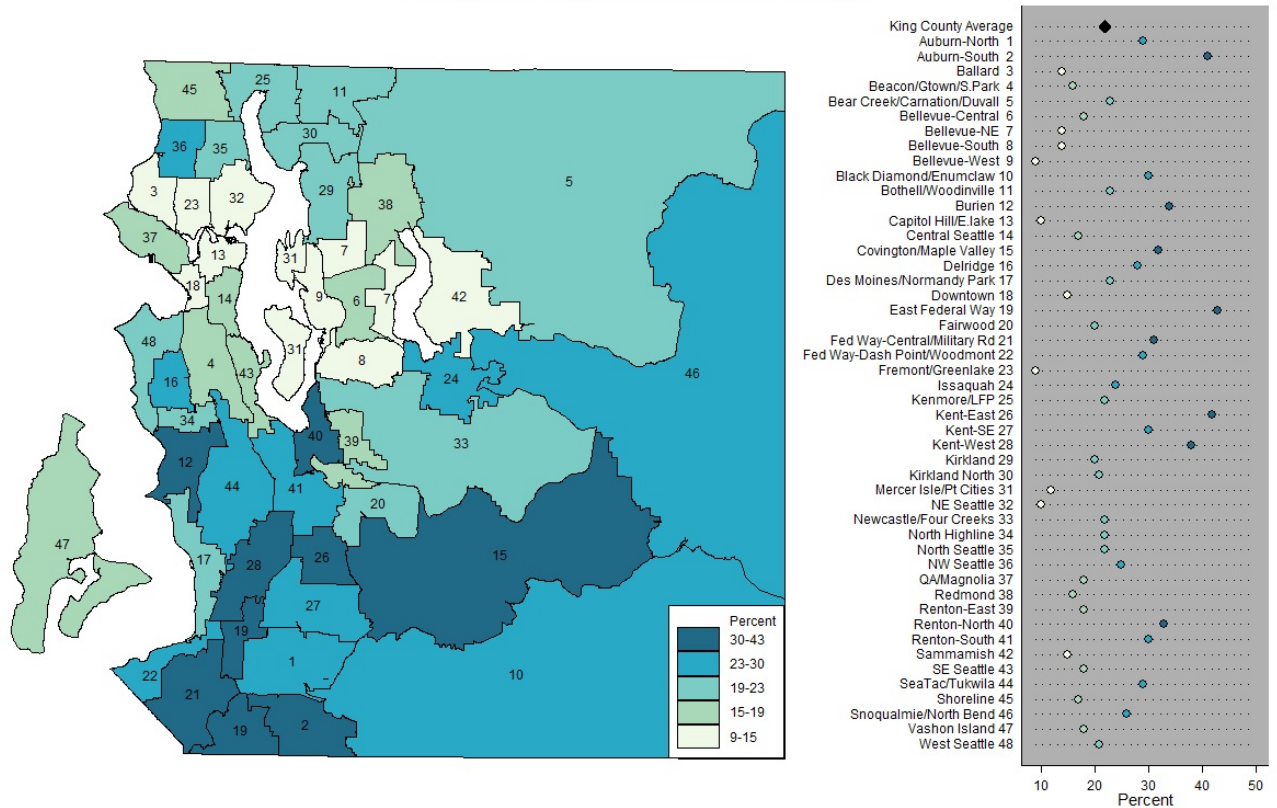 King County Average
Auburn-North 1
Auburn-South 2
Ballard 3
Beacon/Gtown/S.Park 4
Bear Creek/Carnation/Duvall 5
Bellevue-Central 6
Bellevue-NE 7
Bellevue-South 8
Bellevue-West 9
Black Diamond/Enumclaw 10
Bothell/Woodinville 11
Burien 12
Capitol Hill/E.lake 13
Central Seattle 14
Covington/Maple Valley 15
Delridge 16
Des Moines/Normandy Park 17
Downtown 18
East Federal Way 19
Fairwood 20
Fed Way-Central/Military Rd 21
Fed Way-Dash Point/Woodmont 22
Fremont/Greenlake 23
Issaquah 24
Kenmore/LFP 25
Kent-East 26
Kent-SE 27
Kent-West 28
Kirkland 29
Kirkland North 30
Mercer Isle/Pt Cities 31
NE Seattle 32
Newcastle/Four Creeks 33
North Highline 34
North Seattle 35
NW Seattle 36
QA/Magnolia 37
Redmond 38
Renton-East 39
Renton-North 40
Renton-South 41
Sammamish 42
SE Seattle 43
SeaTac/Tukwila 44
Shoreline 45
Snoqualmie/North Bend 46
Vashon Island 47
West Seattle 48
10 20 30 40 50
Percent
45
25
11
30
36
35
5
29
3
23
32
38
37
13
31
7
18
14
9
6
7
42
48
4
31
8
16
43
24
46
34
40
39
33
12
44
41
20
47
17
28
26
15
27
19
1
22
21
10
19
2
Percent
30-43
23-30
19-23
15-19
9-15